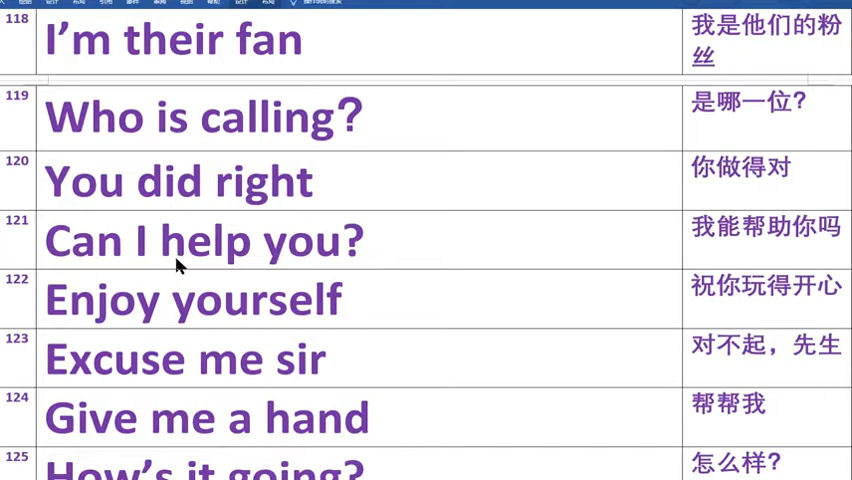 118 I'm their fan 我是他们的粉
丝
119 Who is calling? 是哪一位?
120 You did right 你做得对
121 Can I help you? 我能帮助你吗
122 Enjoy yourself 祝你玩得开心
123 Excuse me sir 对不起，先生
124 Give me a hand 帮帮我
125 How's it going? 怎么样?